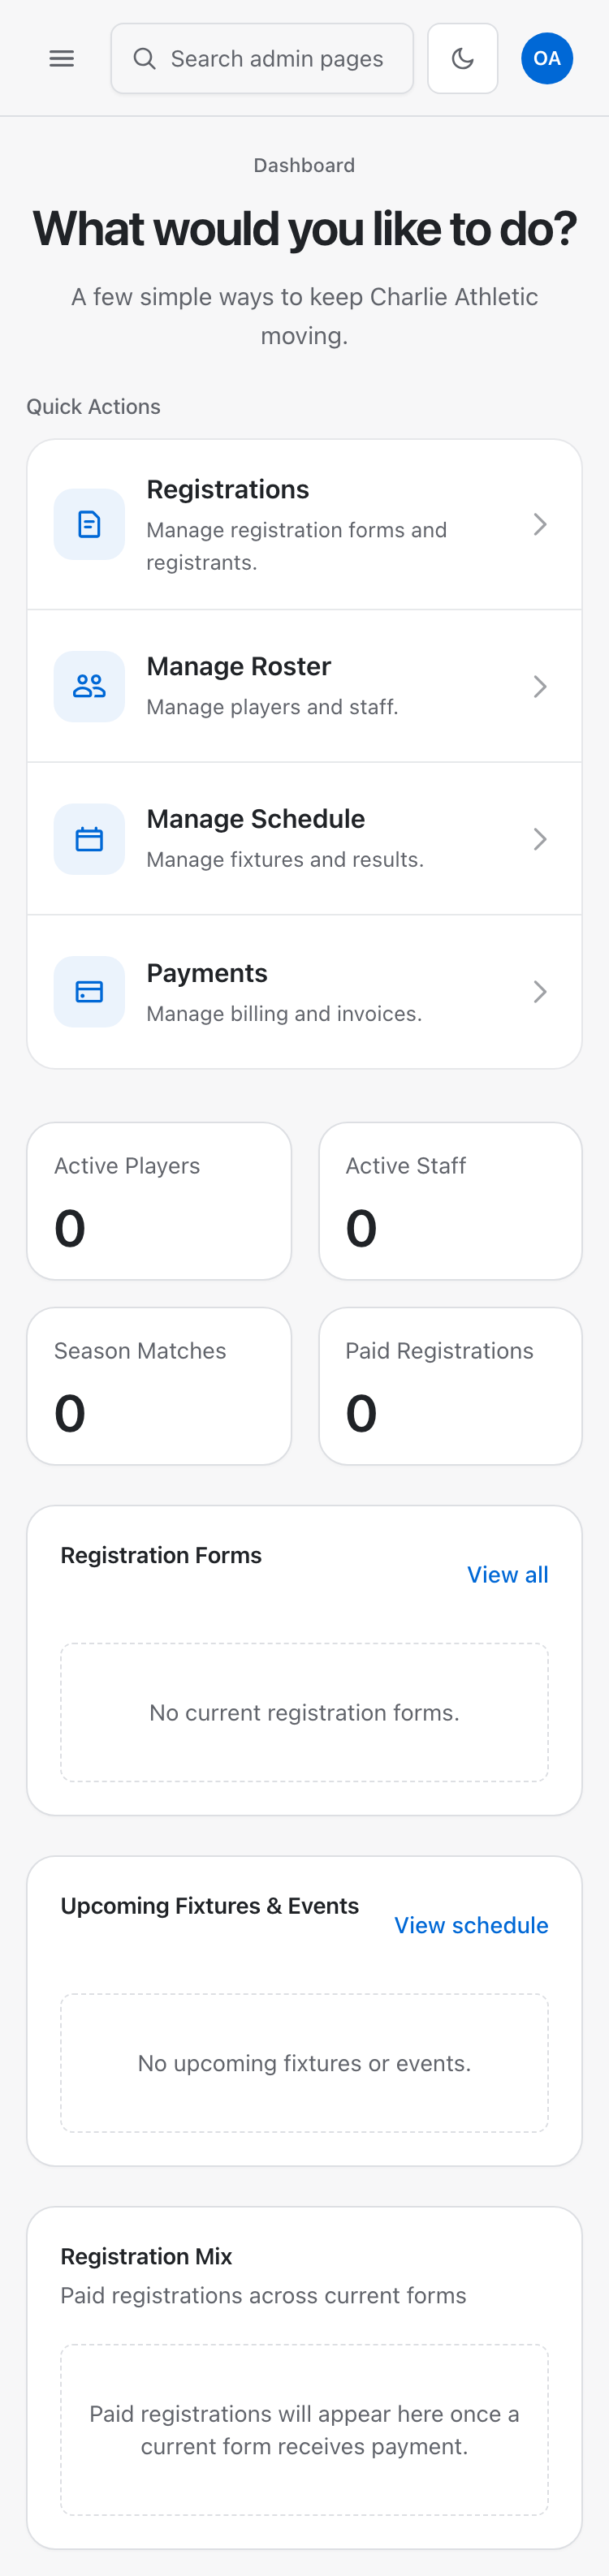 Search admin pages
OA
Dashboard
What would you like to do?
A few simple ways to keep Charlie Athletic
moving.
Quick Actions
Registrations
Manage registration forms and
registrants.
Manage Roster
Manage players and staff.
Manage Schedule
Manage fixtures and results.
Payments
Manage billing and invoices.
Active Players
0
Active Staff
0
Season Matches
0
Paid Registrations
0
Registration Forms
View all
No current registration forms.
Upcoming Fixtures & Events
View schedule
No upcoming fixtures or events.
Registration Mix
Paid registrations across current forms
Paid registrations will appear here once a
current form receives payment.